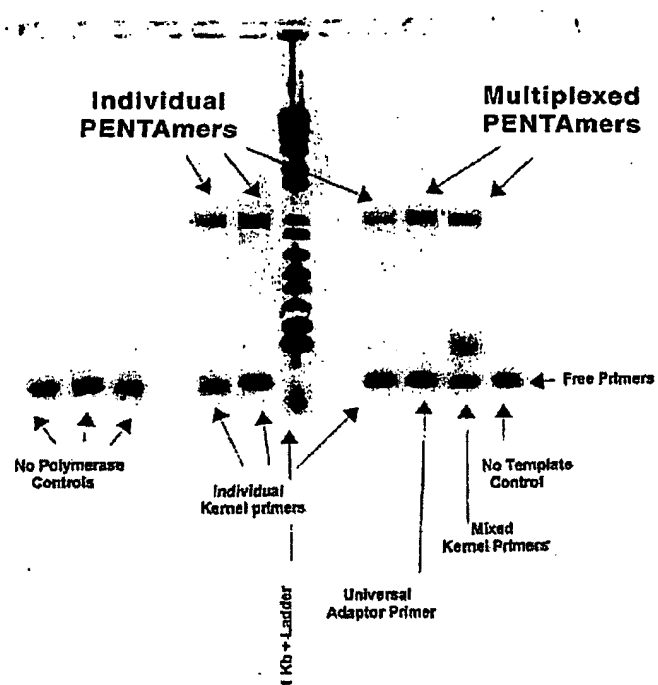 Individual
PENTAmers
Multiplexed
PENTAmers
Free Primers
No Polymerase
Controls
Individual
Kernel primers
No Template
Control
Mixed
Kernel Primers
Universal
Adaptor Primer
1 Kb + Ladder